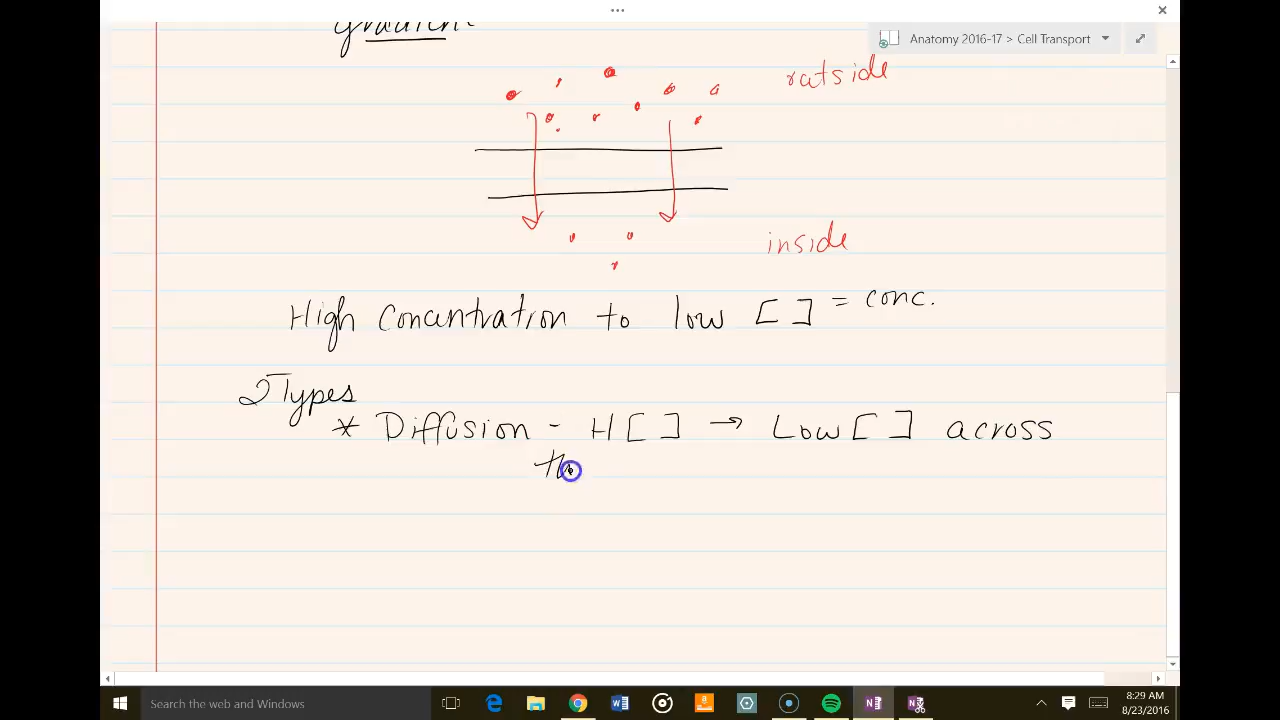 gradient
Anatomy 2016-17 > Cell Transport
outside
inside
High Concentration to low [ ] = conc.
2 Types
* Diffusion - H[ ] → Low[ ] across
the
Search the web and Windows
8:29 AM
8/23/2016